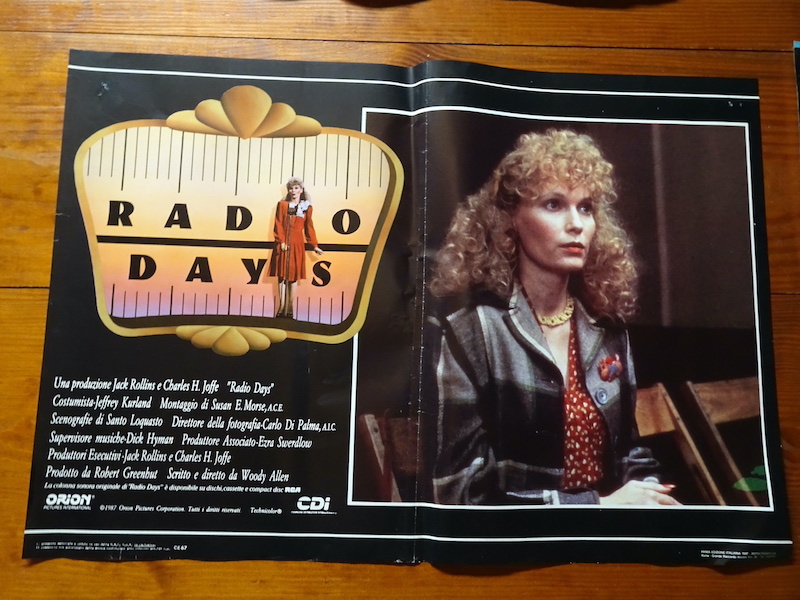 RADIO
DAYS
Una produzione Jack Rollins e Charles H. Joffe "Radio Days"
Costumista-Jeffrey Kurland Montaggio di Susan E. Morse, A.C.E.
Scenografie di Santo Loquasto Direttore della fotografia-Carlo Di Palma, A.I.C.
Supervisore musiche-Dick Hyman Produttore Associato-Ezra Swerdlow
Produttori Esecutivi-Jack Rollins e Charles H. Joffe
Prodotto da Robert Greenhut Scritto e diretto da Woody Allen
La colonna sonora originale di "Radio Days" è disponibile su dischi, cassette e compact disc RCA
ORION
PICTURES INTERNATIONAL
©1987 Orion Pictures Corporation. Tutti i diritti riservati Technicolor®
CDi